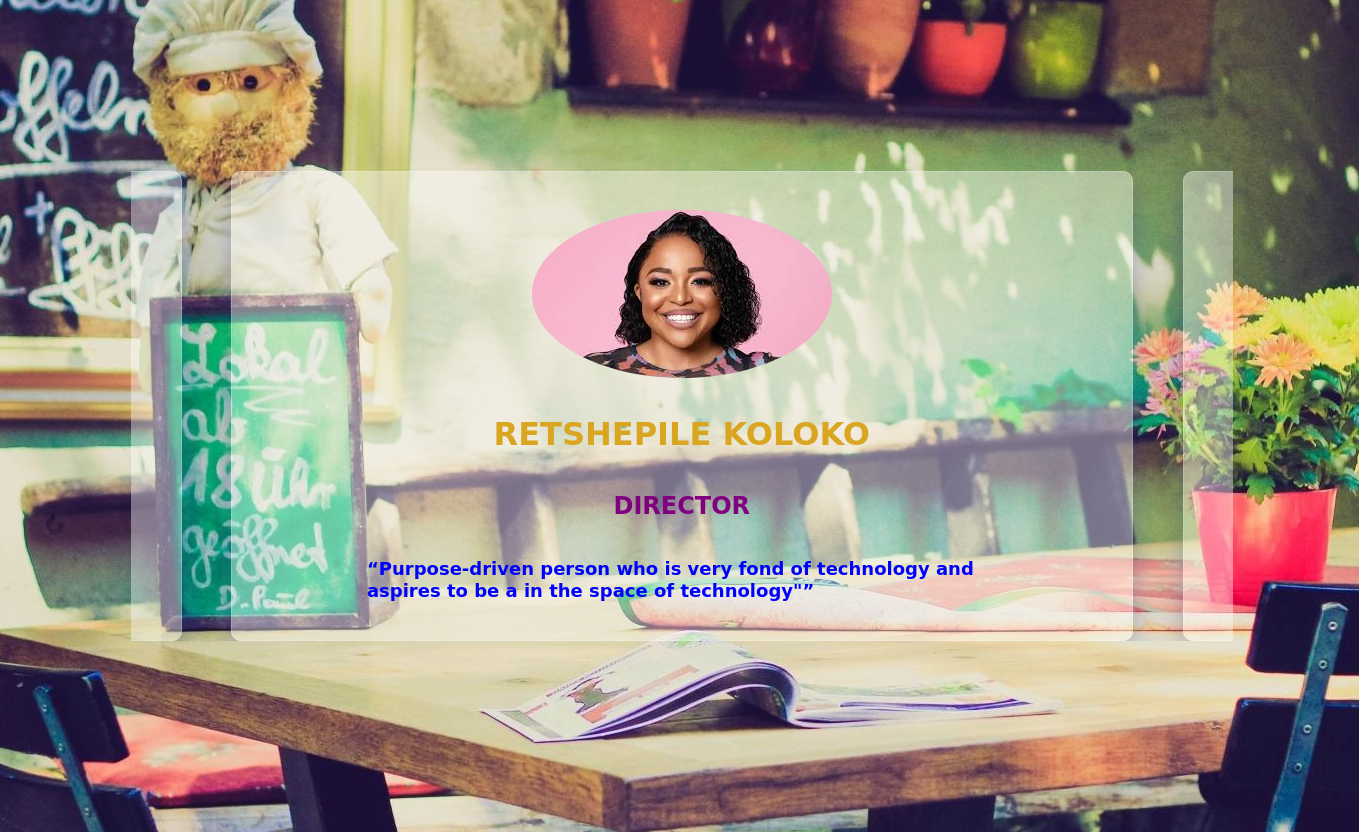 RETSHEPILE KOLOKO
DIRECTOR
“Purpose-driven person who is very fond of technology and
aspires to be a in the space of technology"”
Lokal
ab
18 Uhr
geöffnet
D. Paul